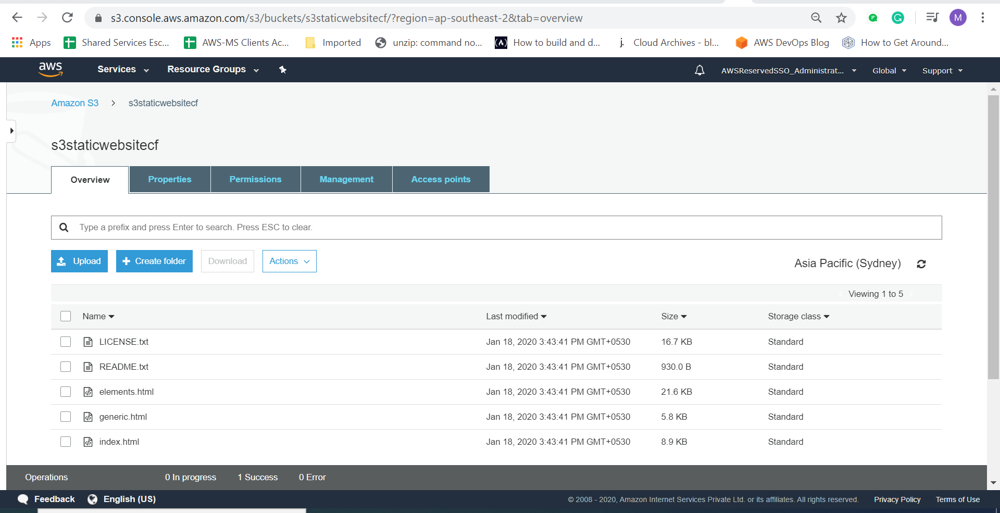 s3.console.aws.amazon.com/s3/buckets/s3staticwebsitecf/?region=ap-southeast-2&tab=overview
M
Apps Shared Services Esc... AWS-MS Clients Ac... Imported unzip: command no... How to build and d... j. Cloud Archives - bl... AWS DevOps Blog How to Get Around...
aws Services Resource Groups AWSReservedSSO_Administrat... Global Support
Amazon S3 > s3staticwebsitecf
s3staticwebsitecf
Overview Properties Permissions Management Access points
Type a prefix and press Enter to search. Press ESC to clear.
Upload + Create folder Download Actions Asia Pacific (Sydney)
Viewing 1 to 5
Name Last modified Size Storage class
LICENSE.txt Jan 18, 2020 3:43:41 PM GMT+0530 16.7 KB Standard
README.txt Jan 18, 2020 3:43:41 PM GMT+0530 930.0 B Standard
elements.html Jan 18, 2020 3:43:41 PM GMT+0530 21.6 KB Standard
generic.html Jan 18, 2020 3:43:41 PM GMT+0530 5.8 KB Standard
index.html Jan 18, 2020 3:43:41 PM GMT+0530 8.9 KB Standard
Operations 0 In progress 1 Success 0 Error
Feedback English (US) © 2008 - 2020, Amazon Internet Services Private Ltd. or its affiliates. All rights reserved. Privacy Policy Terms of Use